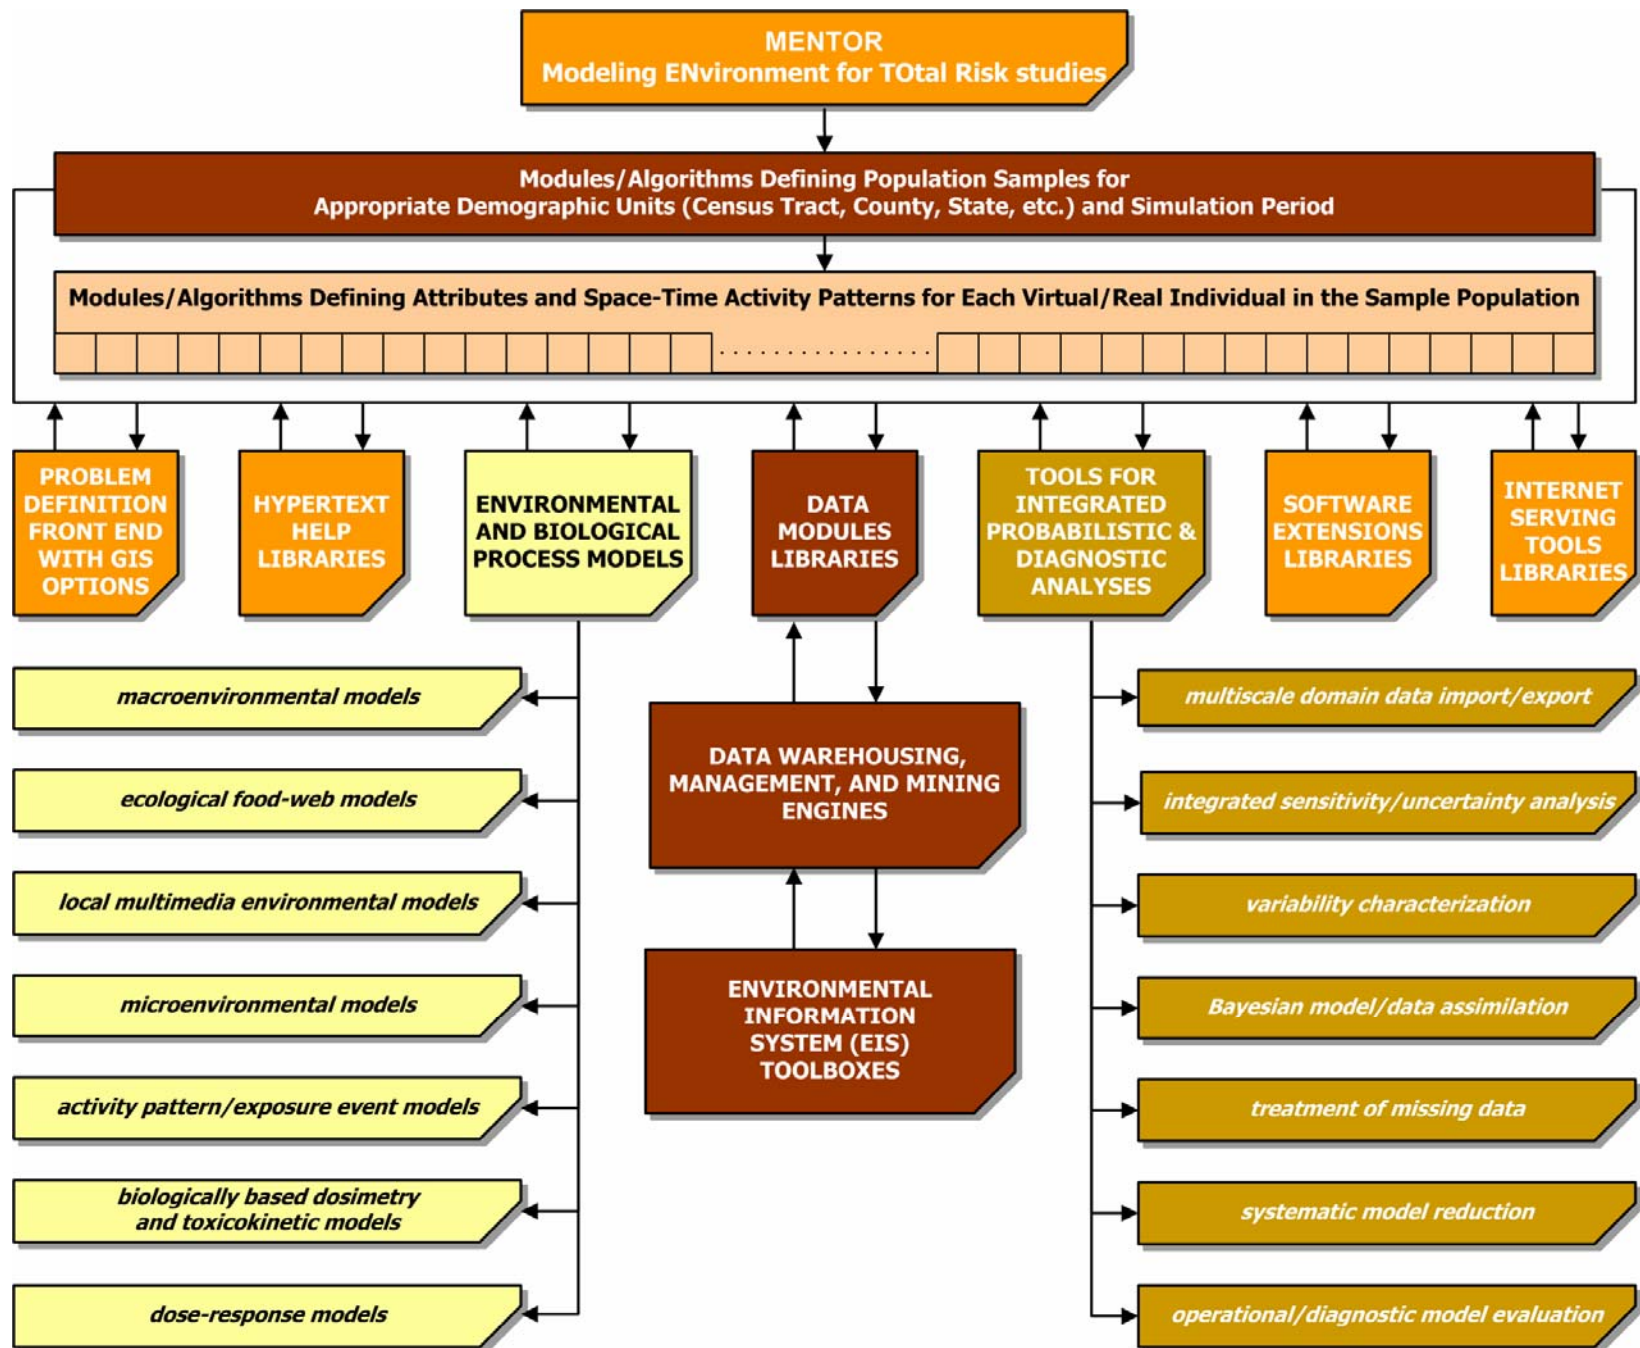 MENTOR
Modeling ENvironment for TOtal Risk studies
Modules/Algorithms Defining Population Samples for
Appropriate Demographic Units (Census Tract, County, State, etc.) and Simulation Period
Modules/Algorithms Defining Attributes and Space-Time Activity Patterns for Each Virtual/Real Individual in the Sample Population
PROBLEM
DEFINITION
FRONT END
WITH GIS
OPTIONS
HYPERTEXT
HELP
LIBRARIES
ENVIRONMENTAL
AND BIOLOGICAL
PROCESS MODELS
DATA
MODULES
LIBRARIES
TOOLS FOR
INTEGRATED
PROBABILISTIC &
DIAGNOSTIC
ANALYSES
SOFTWARE
EXTENSIONS
LIBRARIES
INTERNET
SERVING
TOOLS
LIBRARIES
macroenvironmental models
ecological food-web models
local multimedia environmental models
microenvironmental models
activity pattern/exposure event models
biologically based dosimetry
and toxicokinetic models
dose-response models
DATA WAREHOUSING,
MANAGEMENT, AND MINING
ENGINES
ENVIRONMENTAL
INFORMATION
SYSTEM (EIS)
TOOLBOXES
multiscale domain data import/export
integrated sensitivity/uncertainty analysis
variability characterization
Bayesian model/data assimilation
treatment of missing data
systematic model reduction
operational/diagnostic model evaluation